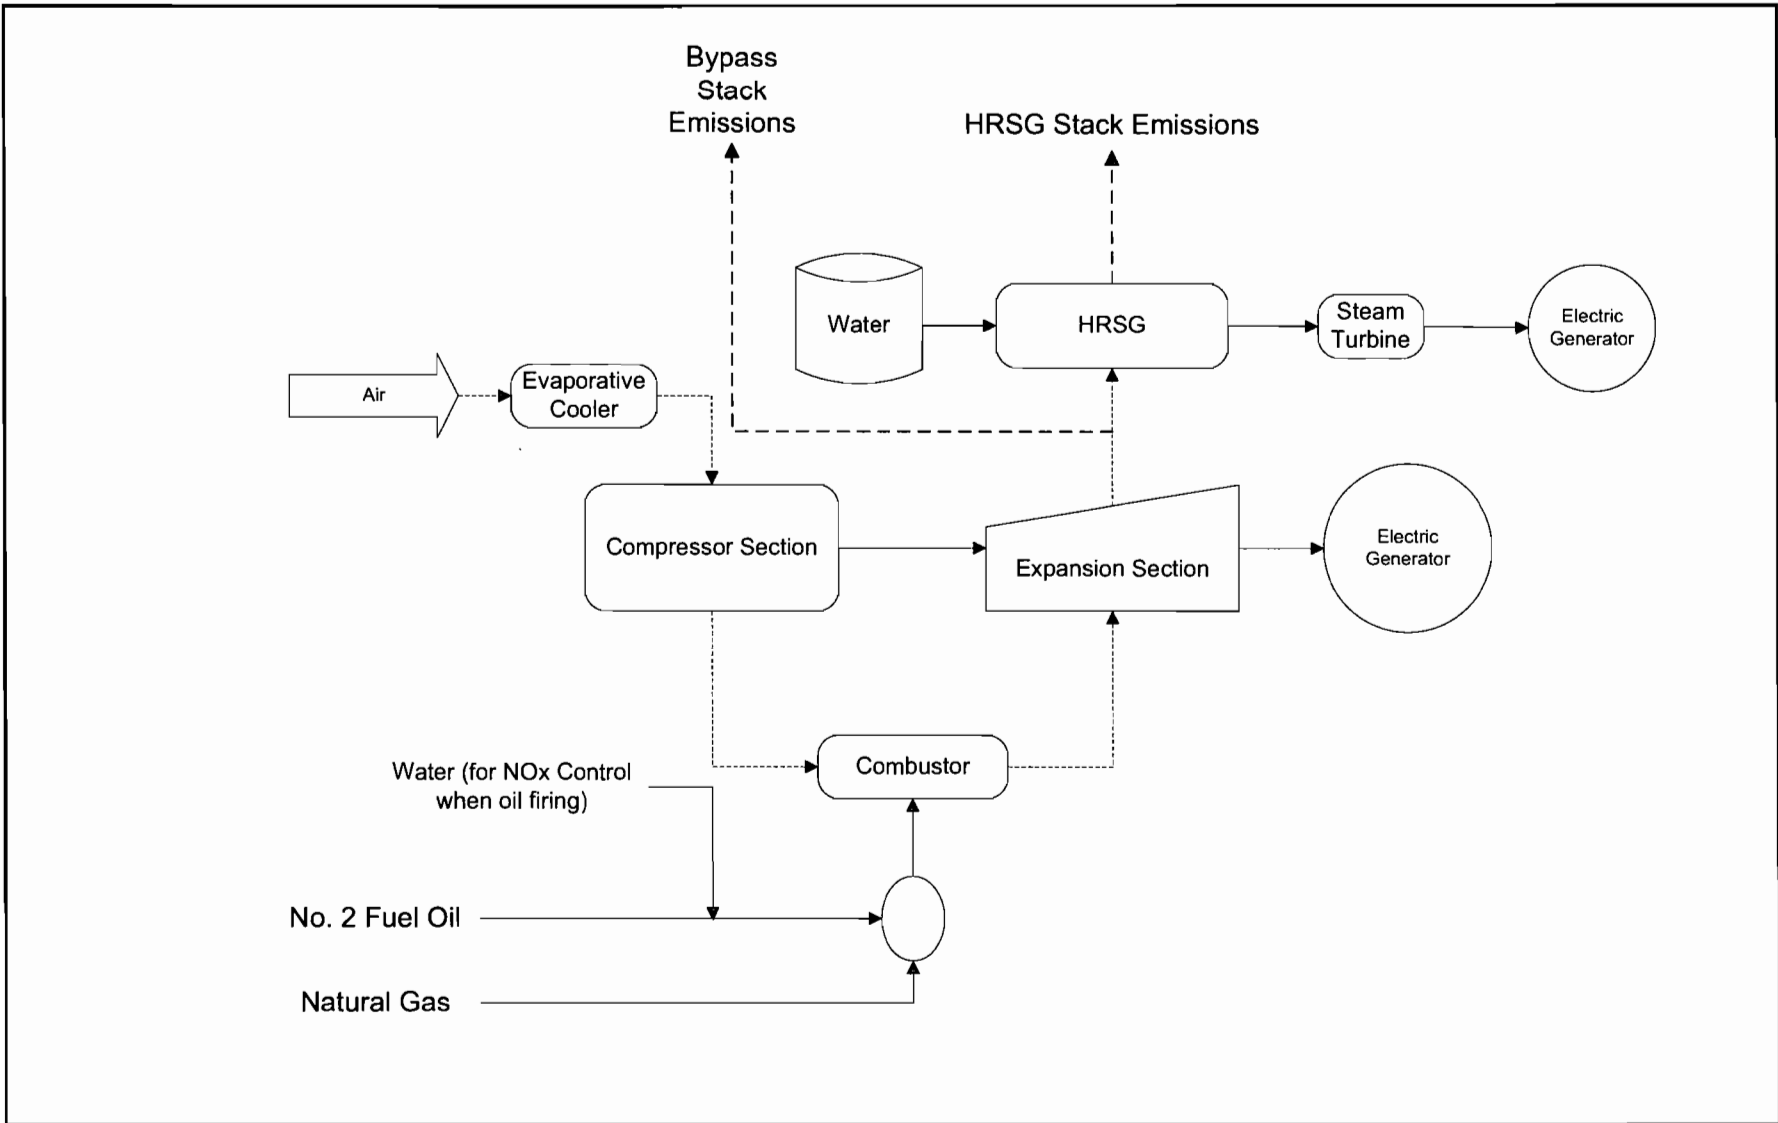 Bypass
Stack
Emissions
HRSG Stack Emissions
Water
HRSG
Steam
Turbine
Electric
Generator
Air
Evaporative
Cooler
Compressor Section
Expansion Section
Electric
Generator
Combustor
Water (for NOx Control
when oil firing)
No. 2 Fuel Oil
Natural Gas